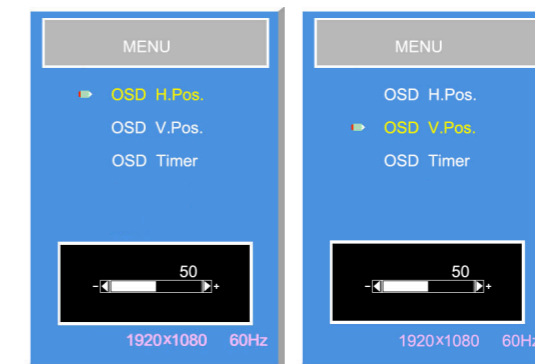 MENU
OSD H.Pos.
OSD V.Pos.
OSD Timer
50
- +
1920×1080 60Hz
MENU
OSD H.Pos.
OSD V.Pos.
OSD Timer
50
- +
1920×1080 60Hz